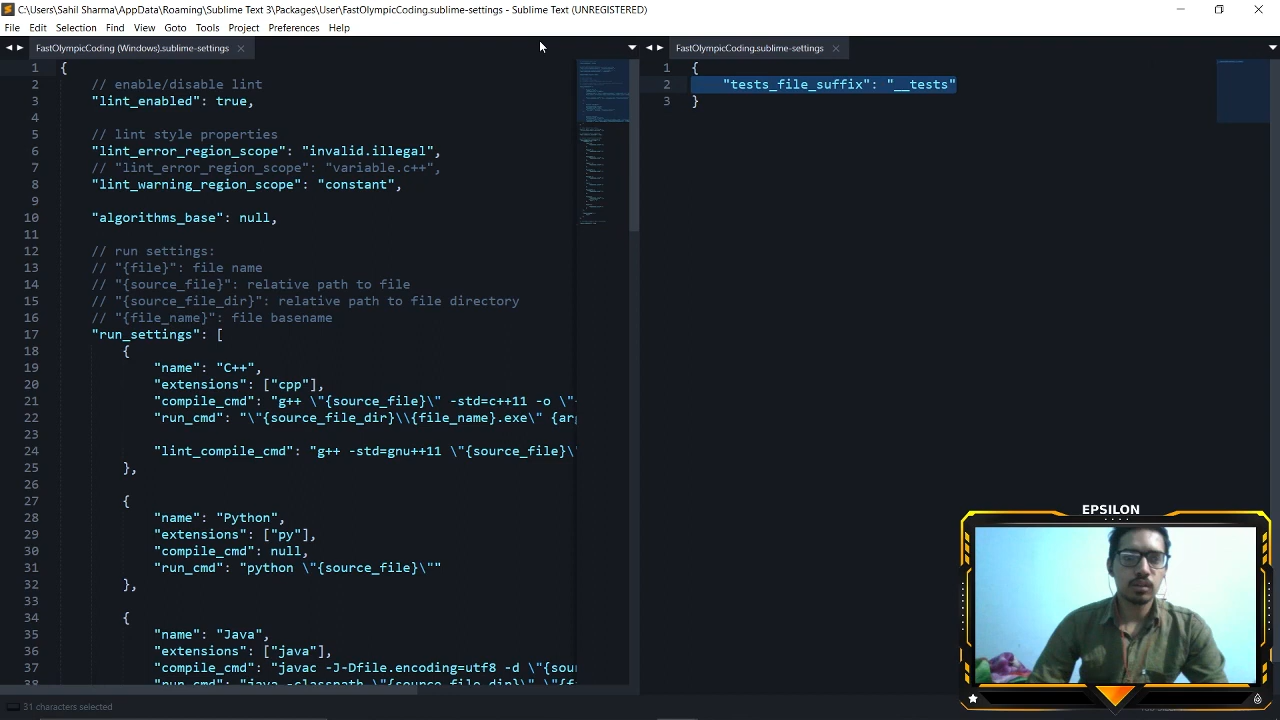 C:\Users\Sahil Sharma\AppData\Roaming\Sublime Text 3\Packages\User\FastOlympicCoding.sublime-settings - Sublime Text (UNREGISTERED)
File Edit Selection Find View Goto Tools Project Preferences Help
FastOlympicCoding (Windows).sublime-settings
FastOlympicCoding.sublime-settings
1 {
2 // enable/disable lint
3 "lint_enabled": true,
4
5 // lint style properties
6 "lint_error_region_scope": "invalid.illegal",
7 // "lint_error_region_scope": "variable.c++",
8 "lint_warning_region_scope": "constant",
9
10 "algorithms_base": null,
11
12 // run settings:
13 // "{file}": file name
14 // "{source_file}": relative path to file
15 // "{source_file_dir}": relative path to file directory
16 // "{file_name}": file basename
17 "run_settings": [
18 {
19 "name": "C++",
20 "extensions": ["cpp"],
21 "compile_cmd": "g++ \"{source_file}\" -std=c++11 -o \"
22 "run_cmd": "\"{source_file_dir}\\{file_name}.exe\" {arg
23
24 "lint_compile_cmd": "g++ -std=gnu++11 \"{source_file}\"
25 },
26
27 {
28 "name": "Python",
29 "extensions": ["py"],
30 "compile_cmd": null,
31 "run_cmd": "python \"{source_file}\""
32 },
33
34 {
35 "name": "Java",
36 "extensions": ["java"],
37 "compile_cmd": "javac -J-Dfile.encoding=utf8 -d \"{sou
38 "run_cmd": "java -classpath \"{source_file_dir}\" \"{f
1 {
2 "tests_file_suffix": "__tests"
3 }
EPSILON
31 characters selected